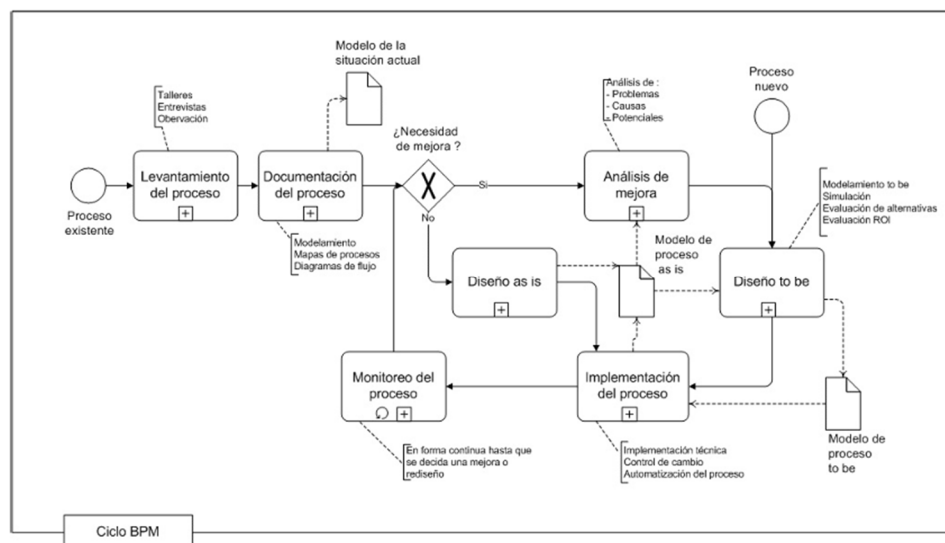 Modelo de la
situación actual
Talleres
Entrevistas
Obervación
Análisis de :
- Problemas
- Causas
- Potenciales
Proceso
nuevo
¿Necesidad
de mejora ?
Proceso
existente
Levantamiento
del proceso
Documentación
del proceso
Si
No
Análisis de
mejora
Modelamiento to be
Simulación
Evaluación de alternativas
Evaluación ROI
Modelamiento
Mapas de procesos
Diagramas de flujo
Diseño as is
Modelo de
proceso
as is
Diseño to be
Monitoreo del
proceso
Implementación
del proceso
Modelo de
proceso
to be
En forma continua hasta que
se decida una mejora o
rediseño
Implementación técnica
Control de cambio
Automatización del proceso
Ciclo BPM